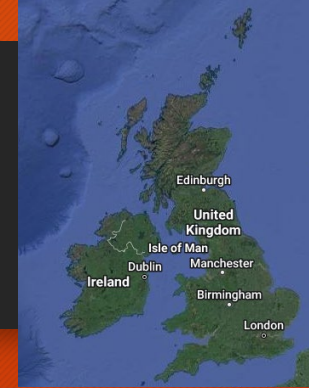 Edinburgh
United
Kingdom
Isle of Man
Dublin
Manchester
Ireland
Birmingham
London